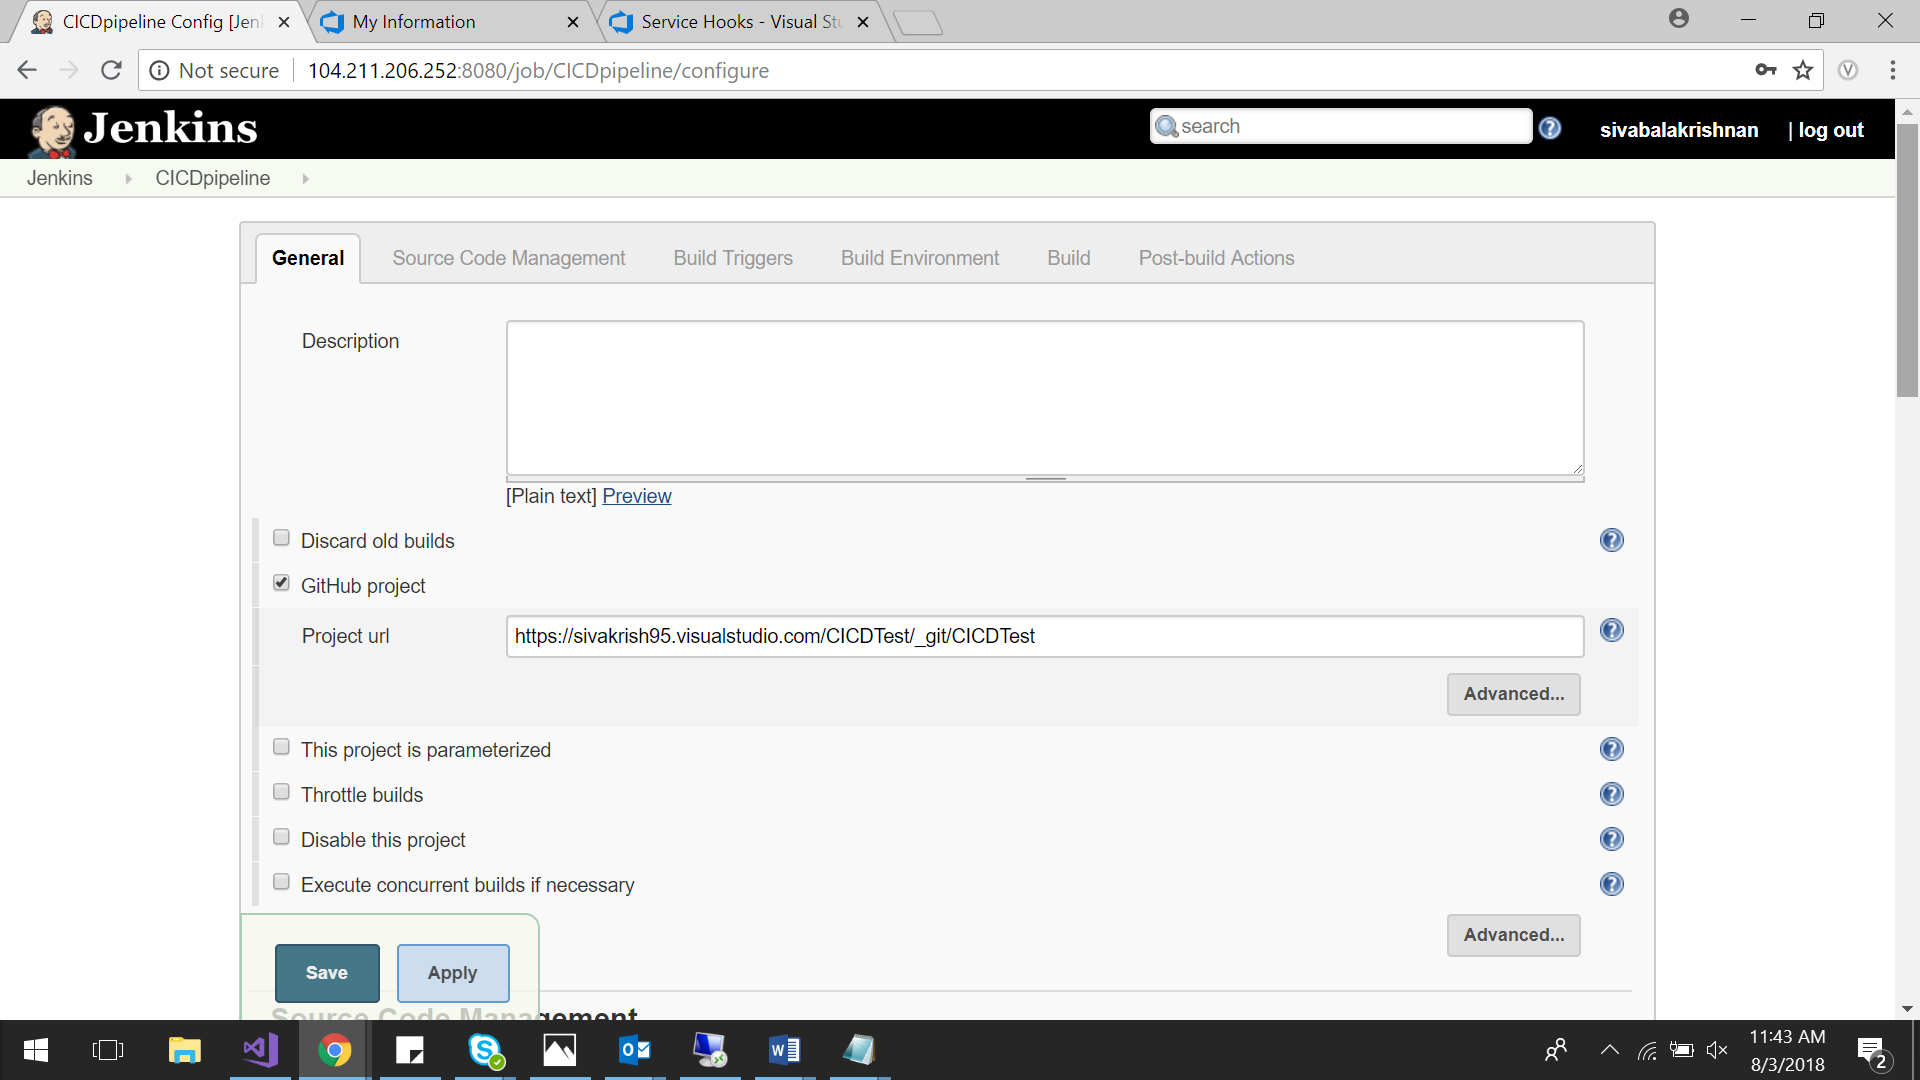 CICDpipeline Config [Jen
My Information
Service Hooks - Visual Stu
Not secure
104.211.206.252:8080/job/CICDpipeline/configure
Jenkins
search
sivabalakrishnan
| log out
Jenkins
CICDpipeline
General
Source Code Management
Build Triggers
Build Environment
Build
Post-build Actions
Description
[Plain text] Preview
Discard old builds
GitHub project
Project url
https://sivakrish95.visualstudio.com/CICDTest/_git/CICDTest
Advanced...
This project is parameterized
Throttle builds
Disable this project
Execute concurrent builds if necessary
Advanced...
Save
Apply
Source Code Management
11:43 AM
8/3/2018
2